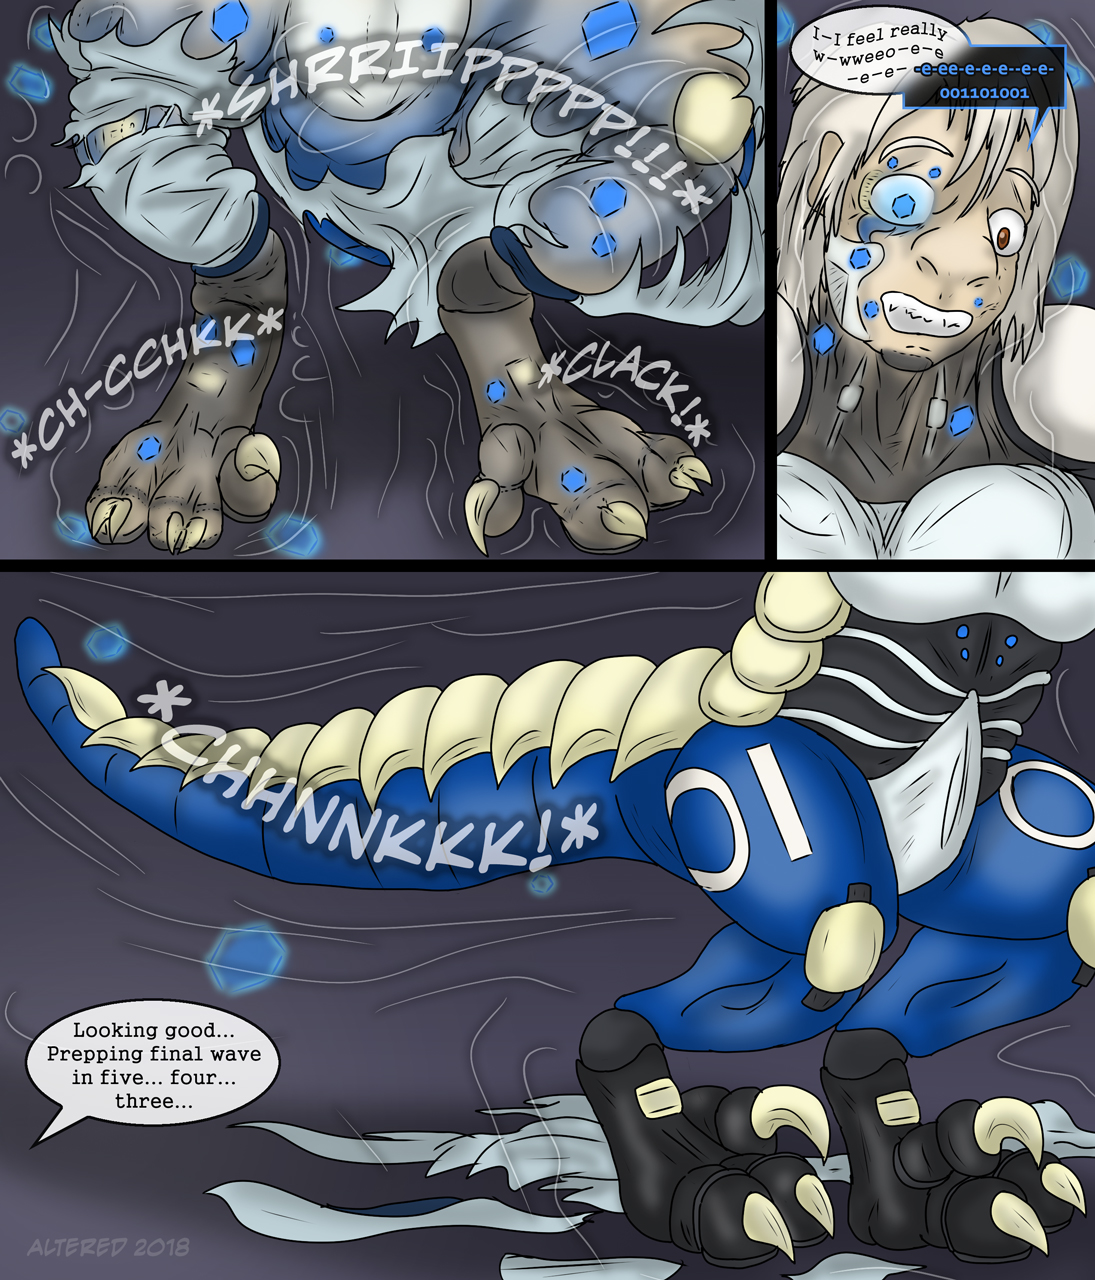 *SHRRIIPPPPP!!!*
*CH-CCHKK*
*CLACK!*
I-I feel really
w-wweeo-e-e
-e-e-
-e-ee-e-e-e--e-e-
001101001
*CHHNNKKK!*
01
0
Looking good...
Prepping final wave
in five... four...
three...
ALTERED 2018